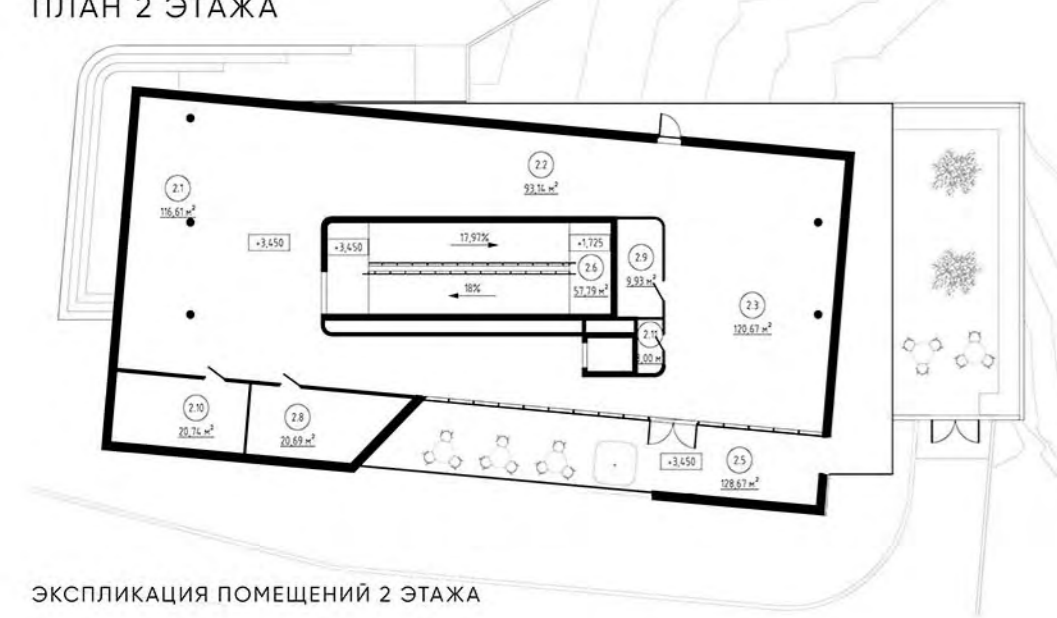 ПЛАН 2 ЭТАЖА
2.2
93,14 м²
2.1
116,61 м²
+3,450
+3,450
17,97%
+1,725
2.6
57,79 м²
18%
2.9
9,93 м²
2.3
120,67 м²
2.11
2.10
20,74 м²
2.8
20,69 м²
+3,450
2.5
128,67 м²
ЭКСПЛИКАЦИЯ ПОМЕЩЕНИЙ 2 ЭТАЖА